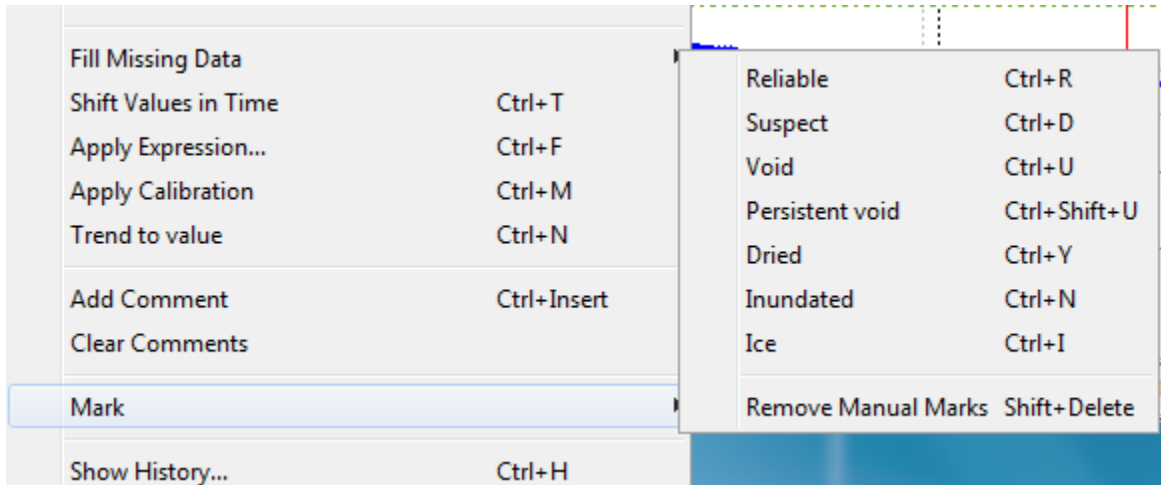 Fill Missing Data
Shift Values in Time Ctrl+T
Apply Expression... Ctrl+F
Apply Calibration Ctrl+M
Trend to value Ctrl+N
Add Comment Ctrl+Insert
Clear Comments
Mark
Show History... Ctrl+H
Reliable Ctrl+R
Suspect Ctrl+D
Void Ctrl+U
Persistent void Ctrl+Shift+U
Dried Ctrl+Y
Inundated Ctrl+N
Ice Ctrl+I
Remove Manual Marks Shift+Delete